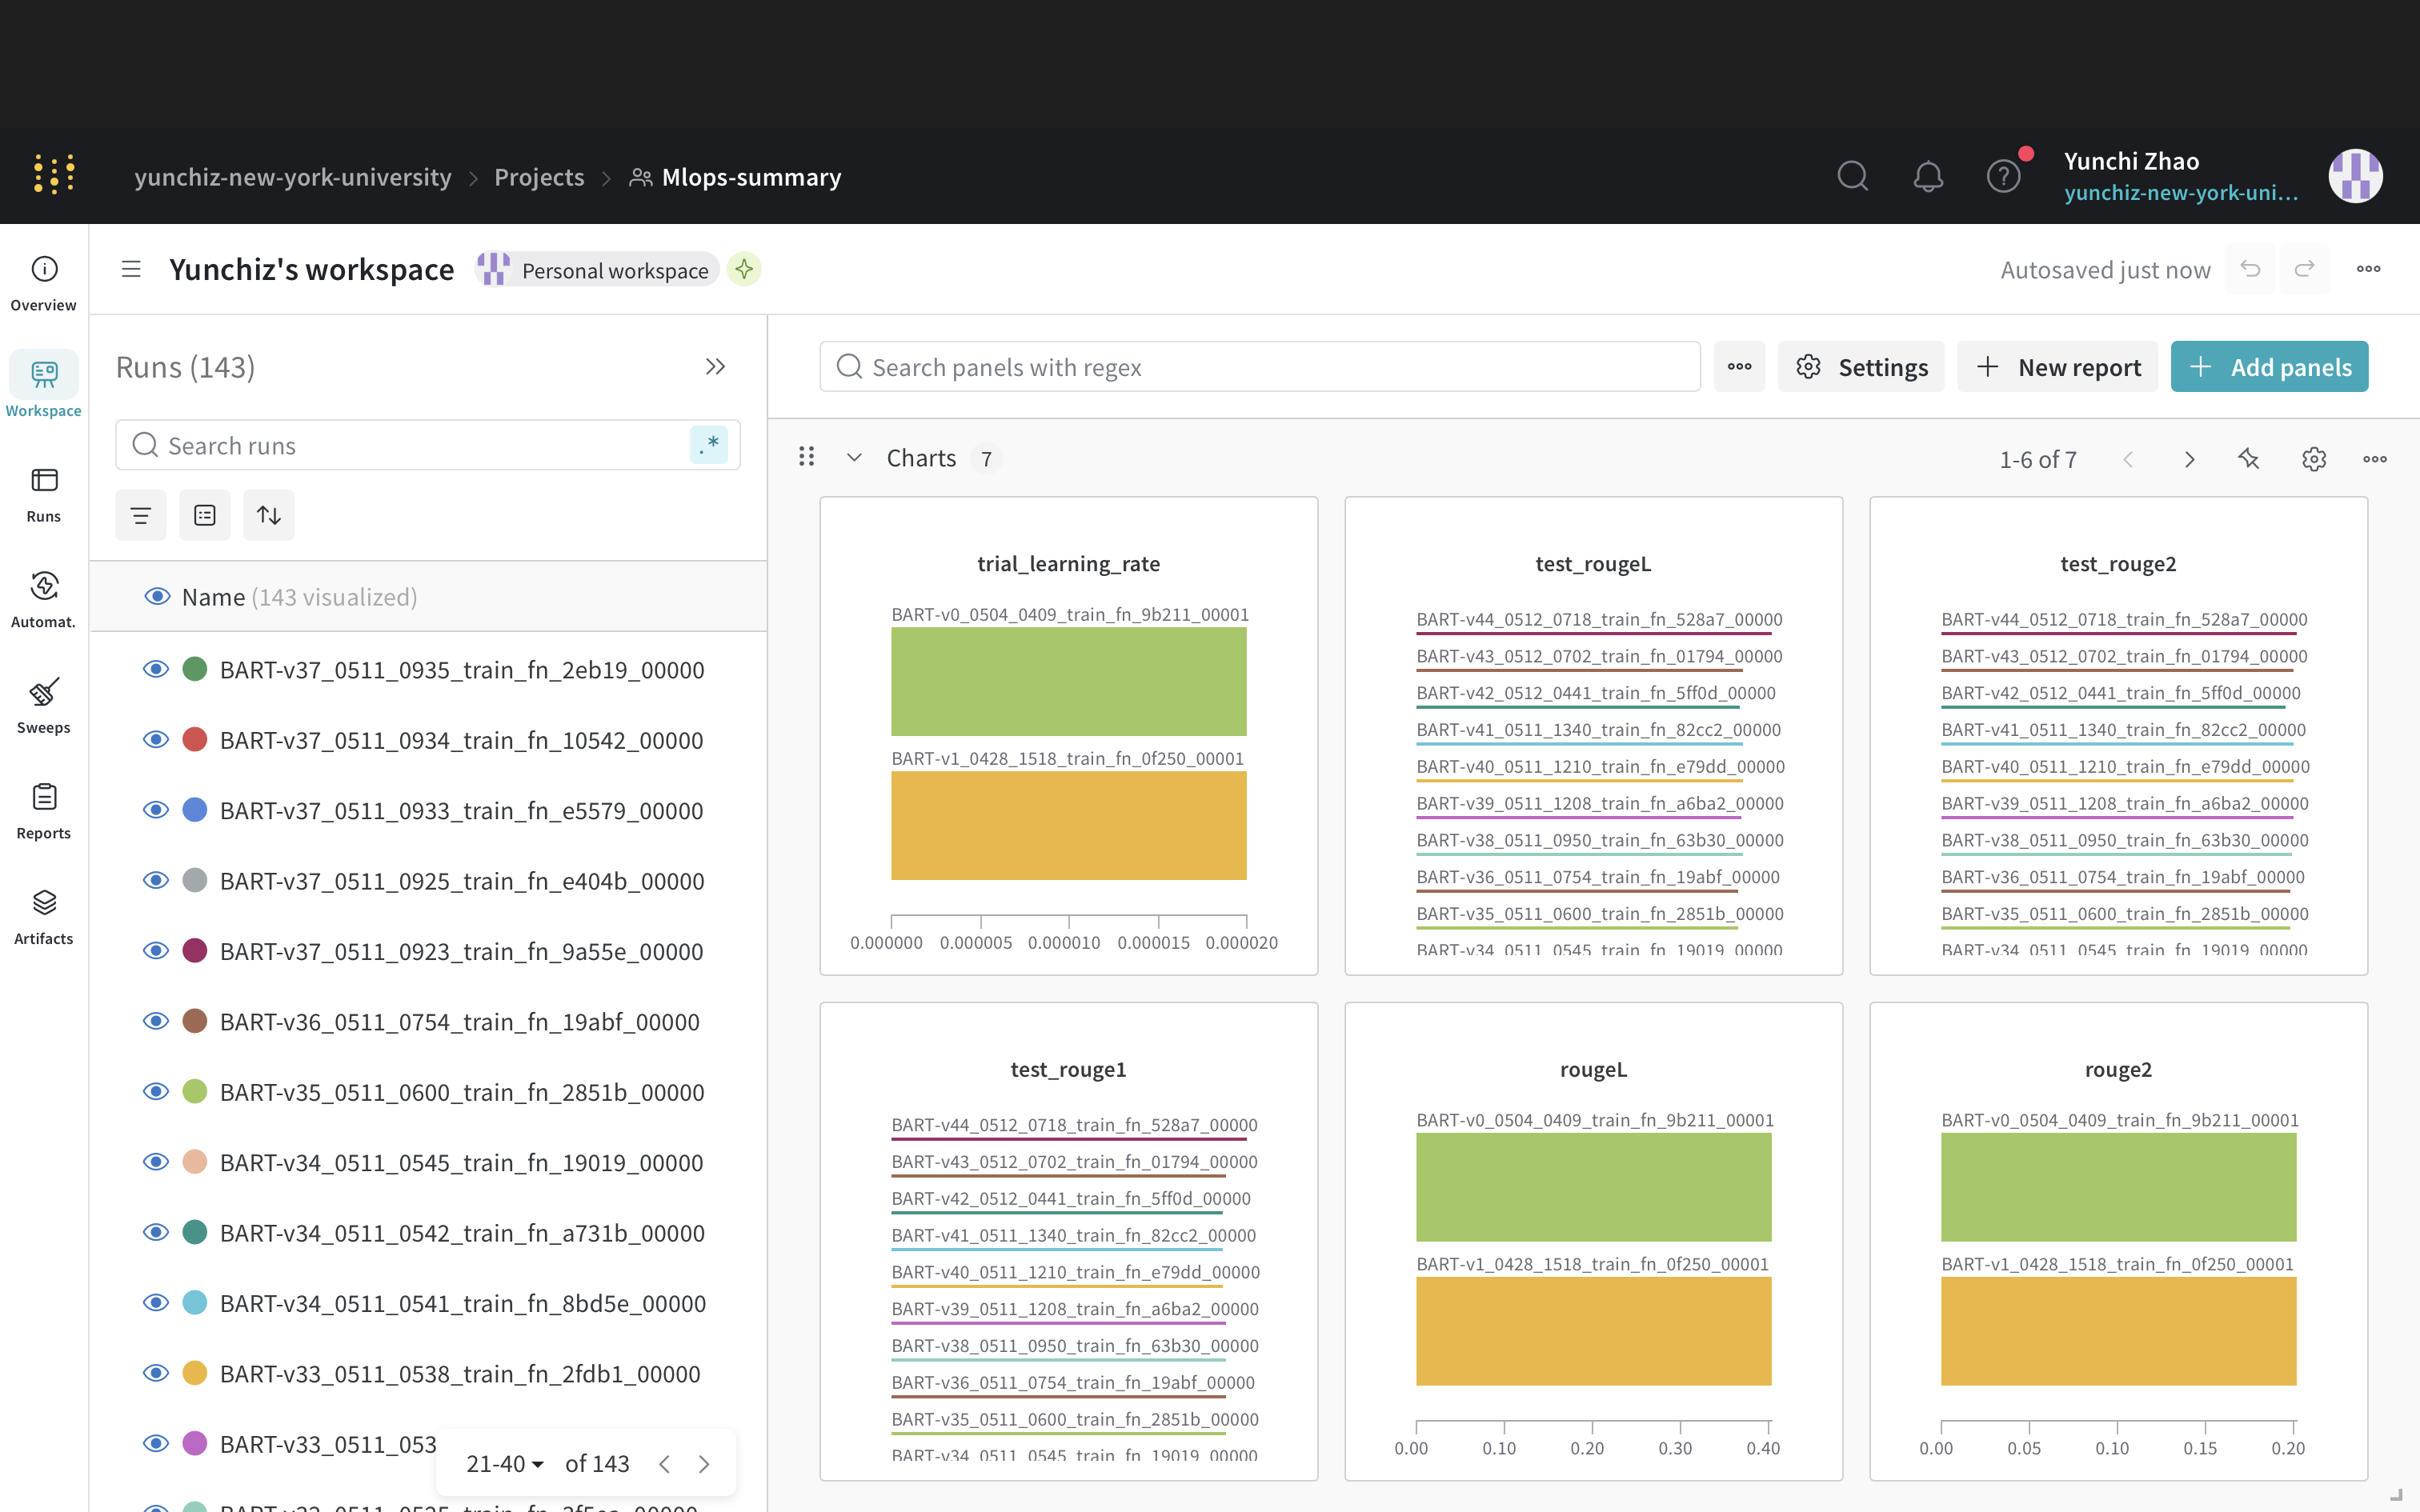 yunchiz-new-york-university > Projects > Mlops-summary
Yunchi Zhao
yunchiz-new-york-uni...
Overview
Workspace
Runs
Automat.
Sweeps
Reports
Artifacts
Yunchiz's workspace
Personal workspace
Autosaved just now
Runs (143)
Search runs
.*
Name (143 visualized)
BART-v37_0511_0935_train_fn_2eb19_00000
BART-v37_0511_0934_train_fn_10542_00000
BART-v37_0511_0933_train_fn_e5579_00000
BART-v37_0511_0925_train_fn_e404b_00000
BART-v37_0511_0923_train_fn_9a55e_00000
BART-v36_0511_0754_train_fn_19abf_00000
BART-v35_0511_0600_train_fn_2851b_00000
BART-v34_0511_0545_train_fn_19019_00000
BART-v34_0511_0542_train_fn_a731b_00000
BART-v34_0511_0541_train_fn_8bd5e_00000
BART-v33_0511_0538_train_fn_2fdb1_00000
BART-v33_0511_053
21-40 of 143
Search panels with regex
Settings
New report
Add panels
Charts 7
1-6 of 7
trial_learning_rate
BART-v0_0504_0409_train_fn_9b211_00001
BART-v1_0428_1518_train_fn_0f250_00001
0.000000 0.000005 0.000010 0.000015 0.000020
test_rougeL
BART-v44_0512_0718_train_fn_528a7_00000
BART-v43_0512_0702_train_fn_01794_00000
BART-v42_0512_0441_train_fn_5ff0d_00000
BART-v41_0511_1340_train_fn_82cc2_00000
BART-v40_0511_1210_train_fn_e79dd_00000
BART-v39_0511_1208_train_fn_a6ba2_00000
BART-v38_0511_0950_train_fn_63b30_00000
BART-v36_0511_0754_train_fn_19abf_00000
BART-v35_0511_0600_train_fn_2851b_00000
BART-v34_0511_0545_train_fn_19019_00000
test_rouge2
BART-v44_0512_0718_train_fn_528a7_00000
BART-v43_0512_0702_train_fn_01794_00000
BART-v42_0512_0441_train_fn_5ff0d_00000
BART-v41_0511_1340_train_fn_82cc2_00000
BART-v40_0511_1210_train_fn_e79dd_00000
BART-v39_0511_1208_train_fn_a6ba2_00000
BART-v38_0511_0950_train_fn_63b30_00000
BART-v36_0511_0754_train_fn_19abf_00000
BART-v35_0511_0600_train_fn_2851b_00000
BART-v34_0511_0545_train_fn_19019_00000
test_rouge1
BART-v44_0512_0718_train_fn_528a7_00000
BART-v43_0512_0702_train_fn_01794_00000
BART-v42_0512_0441_train_fn_5ff0d_00000
BART-v41_0511_1340_train_fn_82cc2_00000
BART-v40_0511_1210_train_fn_e79dd_00000
BART-v39_0511_1208_train_fn_a6ba2_00000
BART-v38_0511_0950_train_fn_63b30_00000
BART-v36_0511_0754_train_fn_19abf_00000
BART-v35_0511_0600_train_fn_2851b_00000
BART-v34_0511_0545_train_fn_19019_00000
rougeL
BART-v0_0504_0409_train_fn_9b211_00001
BART-v1_0428_1518_train_fn_0f250_00001
0.00 0.10 0.20 0.30 0.40
rouge2
BART-v0_0504_0409_train_fn_9b211_00001
BART-v1_0428_1518_train_fn_0f250_00001
0.00 0.05 0.10 0.15 0.20